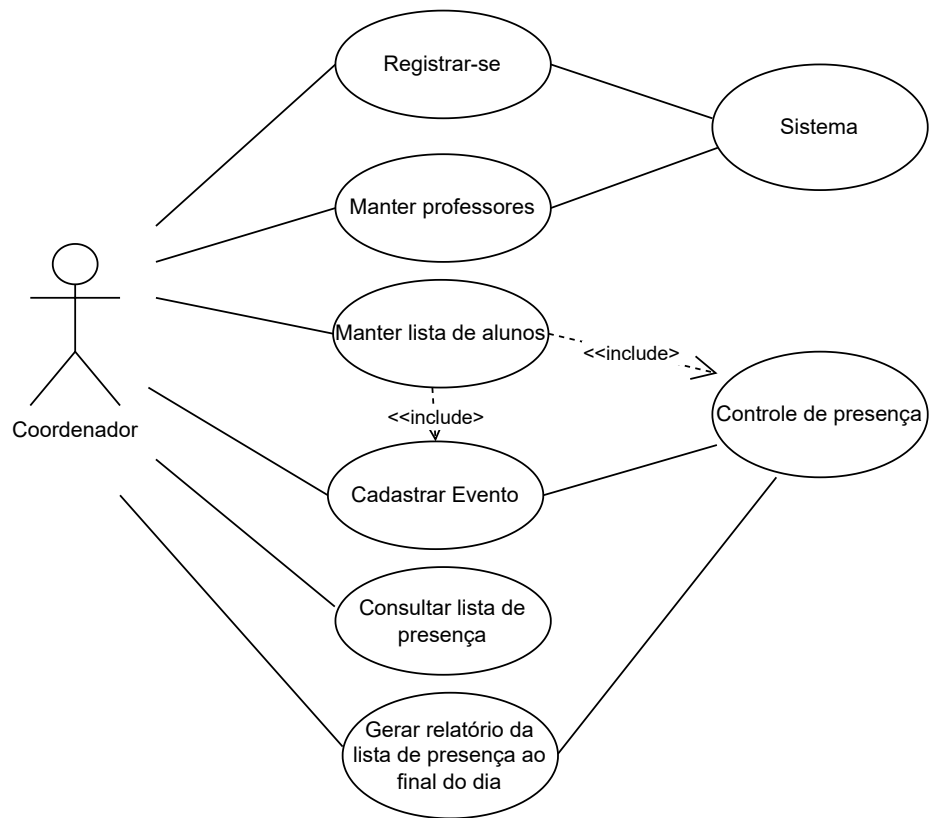 Registrar-se
Sistema
Manter professores
Manter lista de alunos
<<include>
<<include>
Controle de presença
Coordenador
Cadastrar Evento
Consultar lista de
presença
Gerar relatório da
lista de presença ao
final do dia